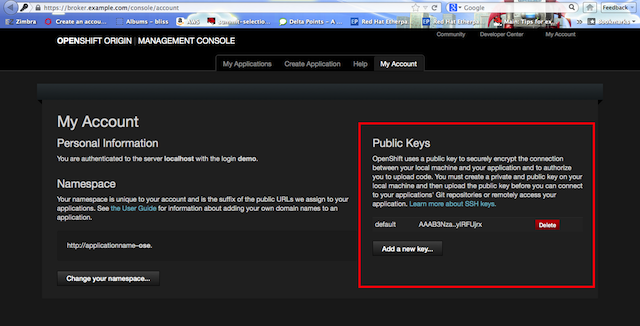 https://broker.example.com/console/account
Google
Feedback
Zimbra
Create an accou...
Albums – bliss
AWS
Delta Points – A
Red Hat Etherpa
Red Hat Etherpa
Main: Tips for ex
Bookmarks
OPENSHIFT ORIGIN | MANAGEMENT CONSOLE
Community
Developer Center
My Account
My Applications
Create Application
Help
My Account
My Account
Personal Information
You are authenticated to the server localhost with the login demo.
Namespace
Your namespace is unique to your account and is the suffix of the public URLs we assign to your
applications. See the User Guide for information about adding your own domain names to an
application.
http://applicationname-ose.
Change your namespace...
Public Keys
OpenShift uses a public key to securely encrypt the connection
between your local machine and your application and to authorize
you to upload code. You must create a private and public key on your
local machine and then upload the public key before you can connect
to your applications' Git repositories or remotely access your
application. Learn more about SSH keys.
default
AAAB3Nza..yIRFUjrx
Delete
Add a new key...